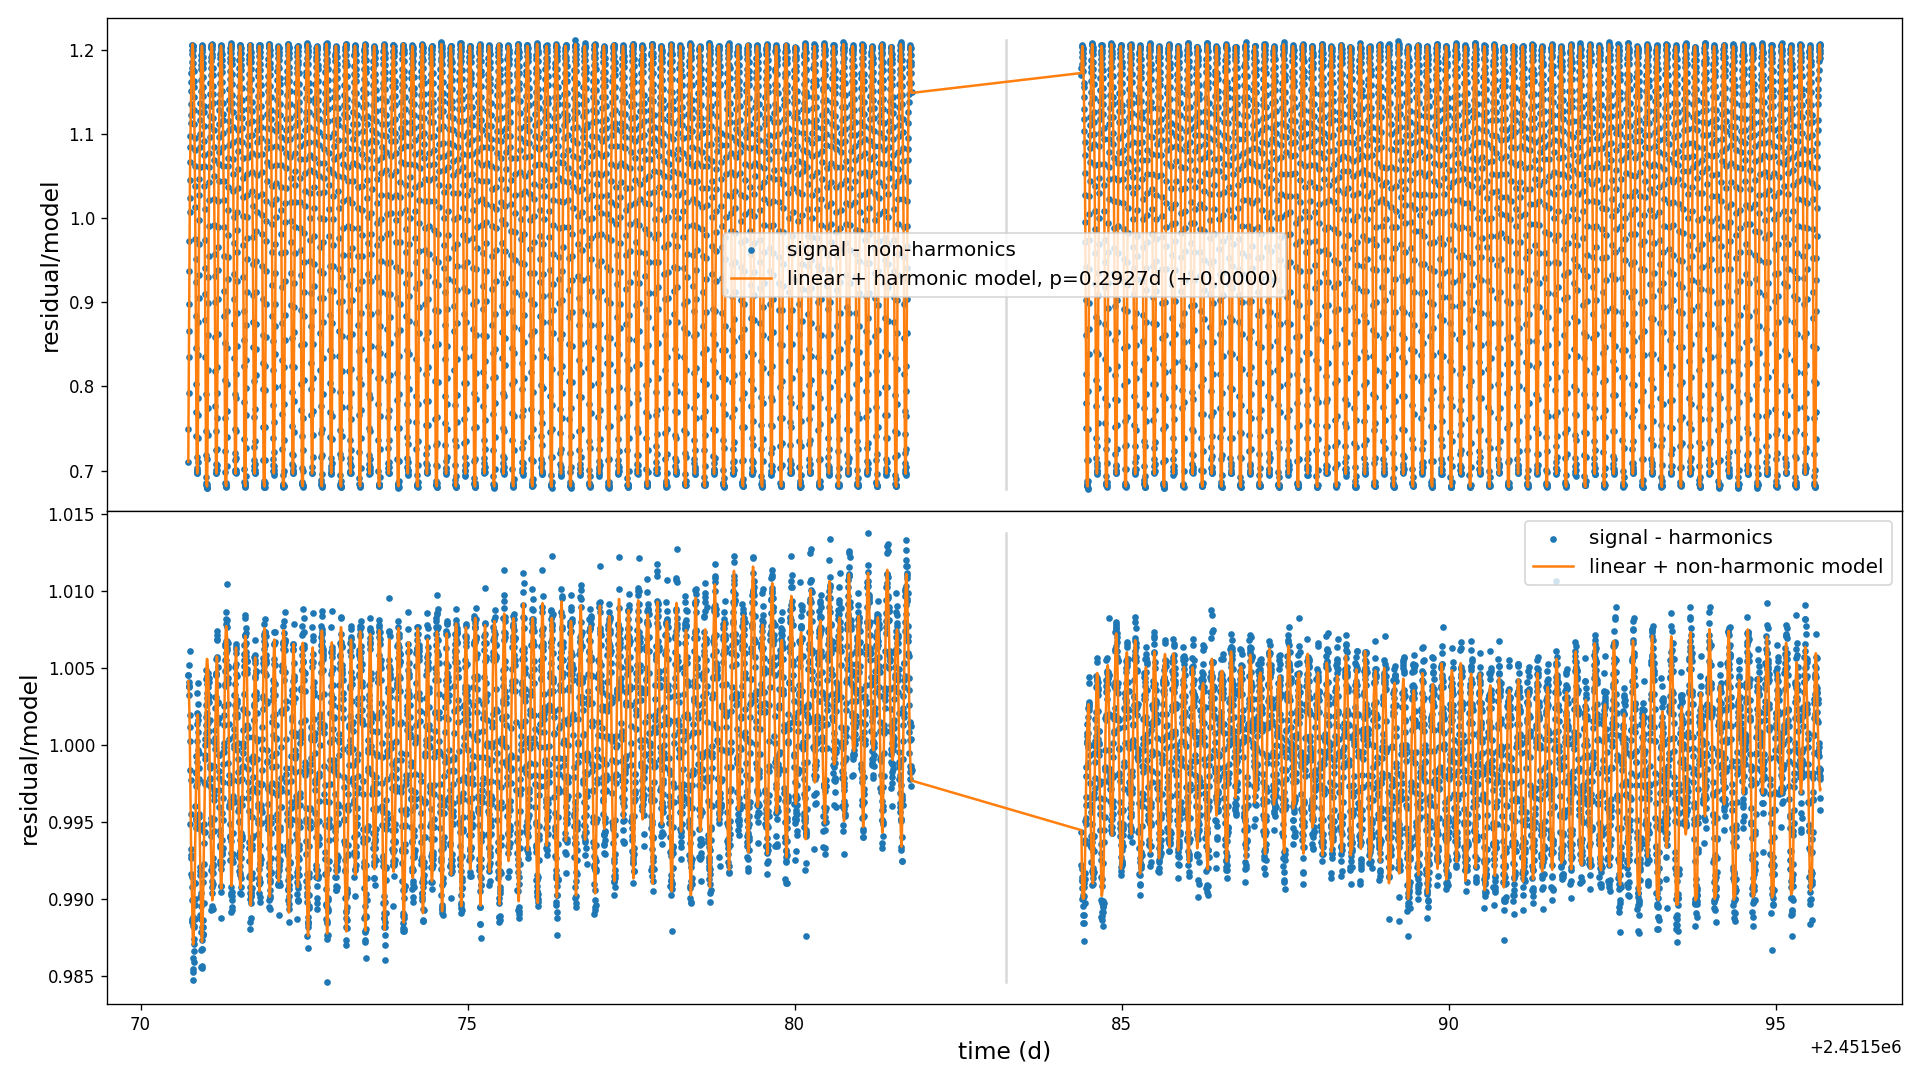 1.2
1.1
1.0
0.9
0.8
0.7
residual/model
signal - non-harmonics
linear + harmonic model, p=0.2927d (+-0.0000)
1.015
1.010
1.005
1.000
0.995
0.990
0.985
residual/model
signal - harmonics
linear + non-harmonic model
70 75 80 85 90 95
time (d)
+2.4515e6